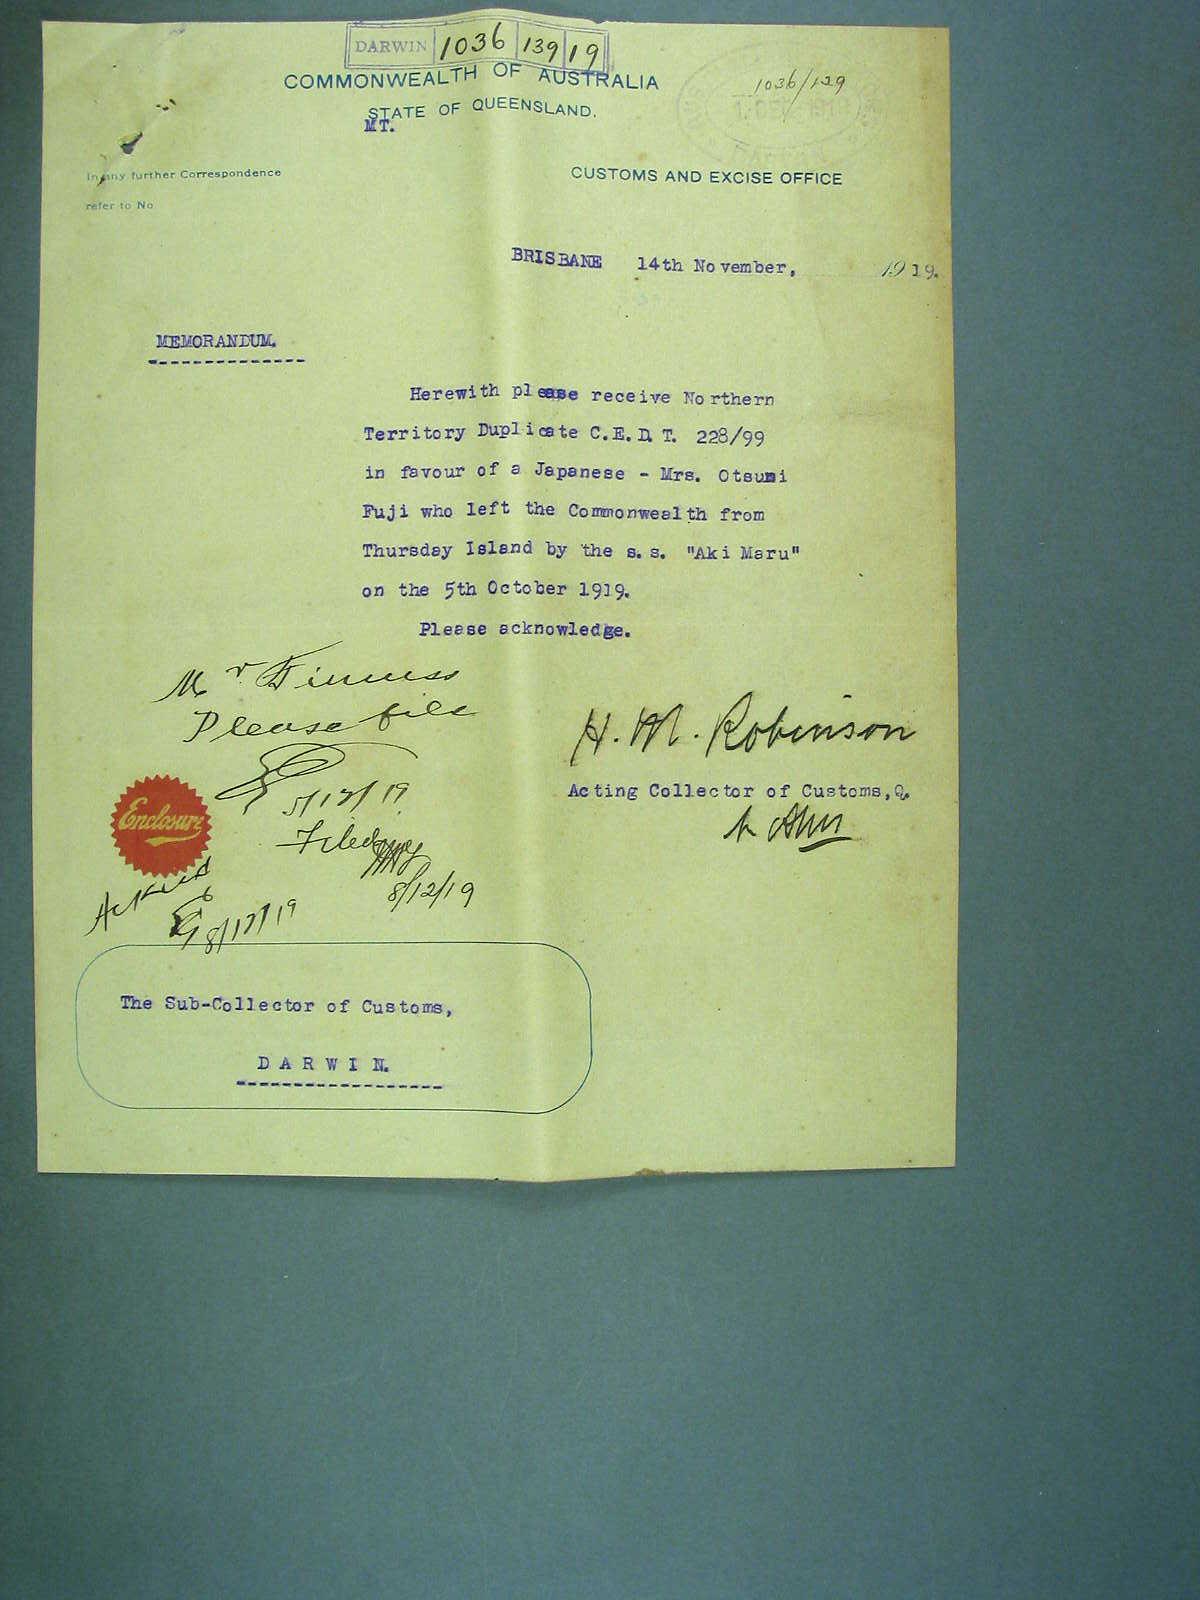 DARWIN 1036 139 19
COMMONWEALTH OF AUSTRALIA
1036/139
STATE OF QUEENSLAND.
MT.
In any further Correspondence
refer to No
CUSTOMS AND EXCISE OFFICE
BRISBANE 14th November, 1919.
MEMORANDUM.
Herewith please receive Northern
Territory Duplicate C.E.D.T. 228/99
in favour of a Japanese - Mrs. Otsumi
Fuji who left the Commonwealth from
Thursday Island by the s.s. "Aki Maru"
on the 5th October 1919.
Please acknowledge.
Mr
Please file
5/12/19
H. M. Robinson
Acting Collector of Customs, Q.
Enclosure
Filed
8/12/19
Ackd
8/12/19
The Sub-Collector of Customs,
DARWIN.